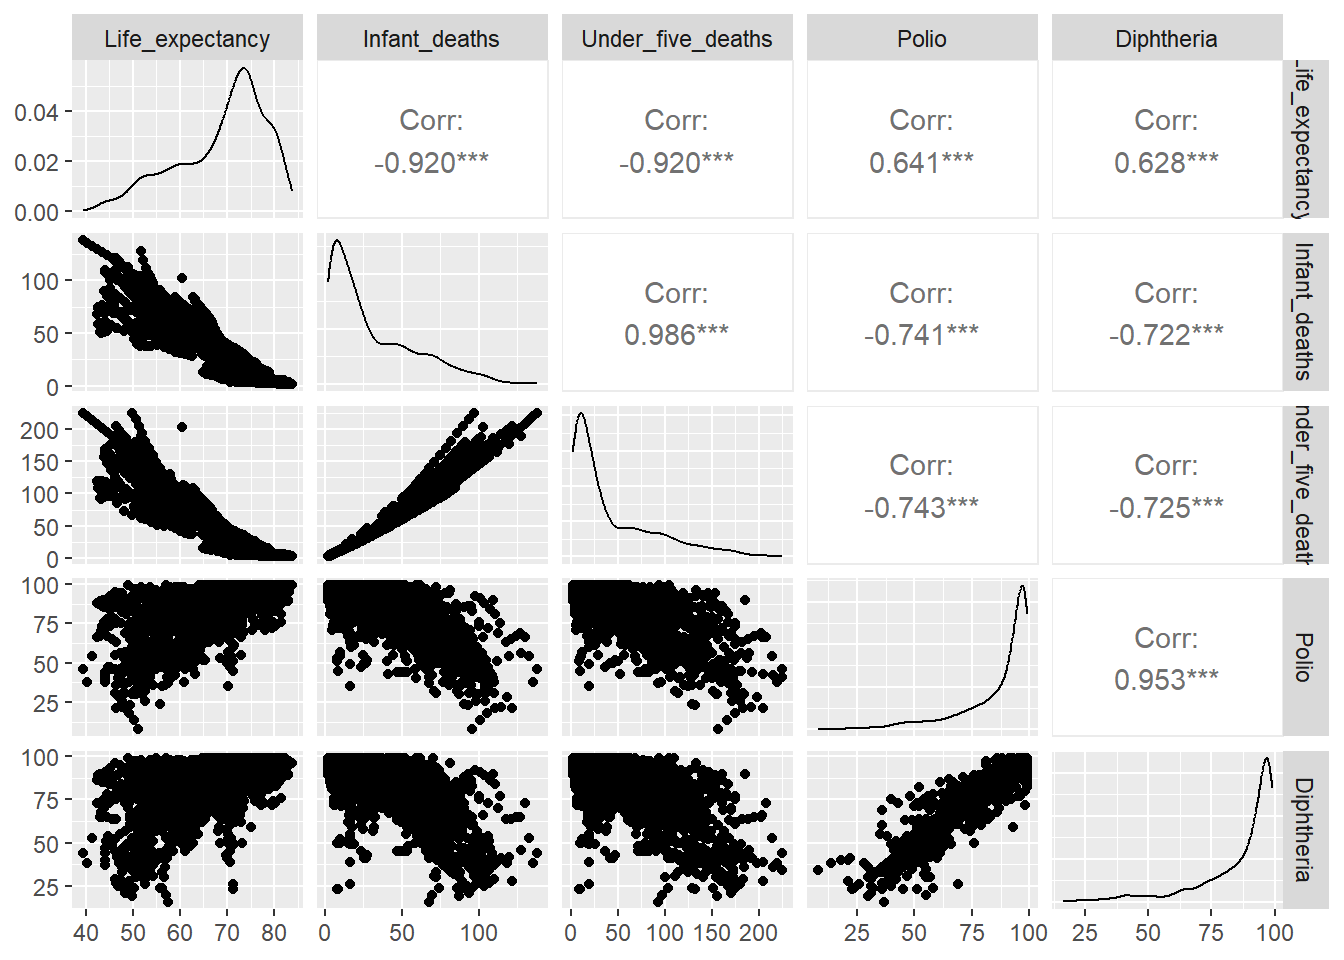 Life_expectancy Infant_deaths Under_five_deaths Polio Diphtheria
0.04
0.02
0.00
Corr:
-0.920***
Corr:
-0.920***
Corr:
0.641***
Corr:
0.628***
ife_expectancy
100
50
0
Corr:
0.986***
Corr:
-0.741***
Corr:
-0.722***
Infant_deaths
200
150
100
50
0
Corr:
-0.743***
Corr:
-0.725***
nder_five_death
100
75
50
25
Corr:
0.953***
Polio
100
75
50
25
Diphtheria
40 50 60 70 80
0 50 100
0 50 100 150 200
25 50 75 100
25 50 75 100